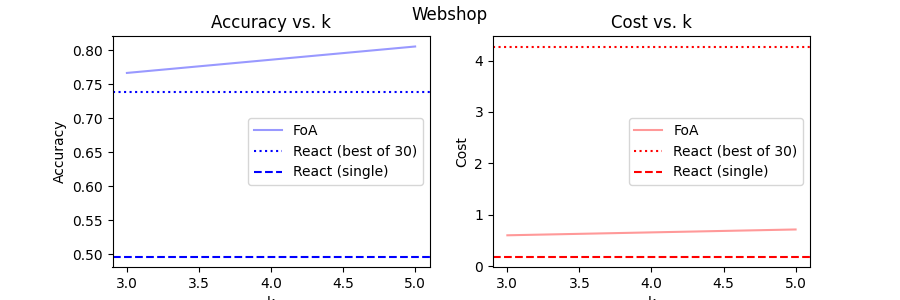 Webshop
Accuracy vs. k
Accuracy
0.80
0.75
0.70
0.65
0.60
0.55
0.50
FoA
React (best of 30)
React (single)
3.0 3.5 4.0 4.5 5.0
k
Cost vs. k
Cost
4
3
2
1
0
FoA
React (best of 30)
React (single)
3.0 3.5 4.0 4.5 5.0
k